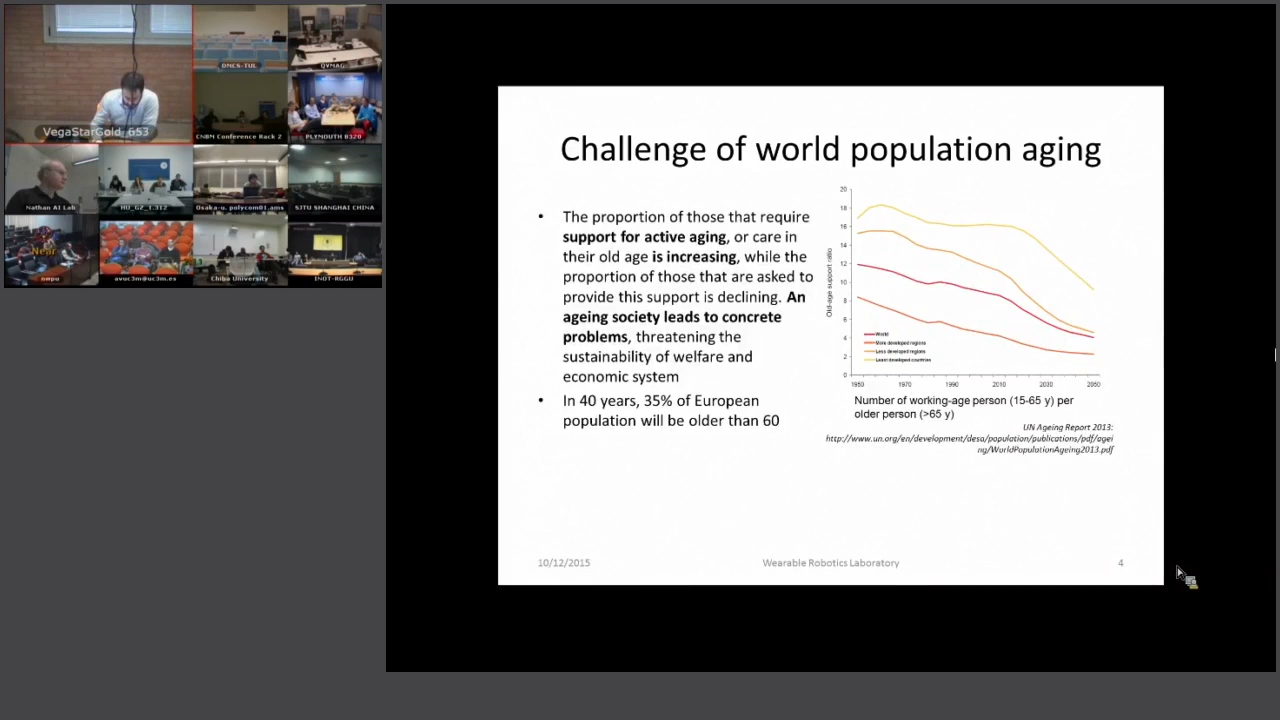 VegaStarGold_653
DMCS-TUL
QVMAG
CNBM Conference Rack 2
PLYMOUTH B320
Nathan AI Lab
HU_GZ_1.312
Osaka-u. polycom01.ams
SJTU SHANGHAI CHINA
Near
ompu
avuc3m@uc3m.es
Chiba University
INOT-RGGU
Challenge of world population aging
• The proportion of those that require
support for active aging, or care in
their old age is increasing, while the
proportion of those that are asked to
provide this support is declining. An
ageing society leads to concrete
problems, threatening the
sustainability of welfare and
economic system
• In 40 years, 35% of European
population will be older than 60
Old-age support ratio
20
18
16
14
12
10
8
6
4
2
0
World
More developed regions
Less developed regions
Least developed countries
1950 1970 1990 2010 2030 2050
Number of working-age person (15-65 y) per
older person (>65 y)
UN Ageing Report 2013:
http://www.un.org/en/development/desa/population/publications/pdf/agei
ng/WorldPopulationAgeing2013.pdf
10/12/2015
Wearable Robotics Laboratory
4